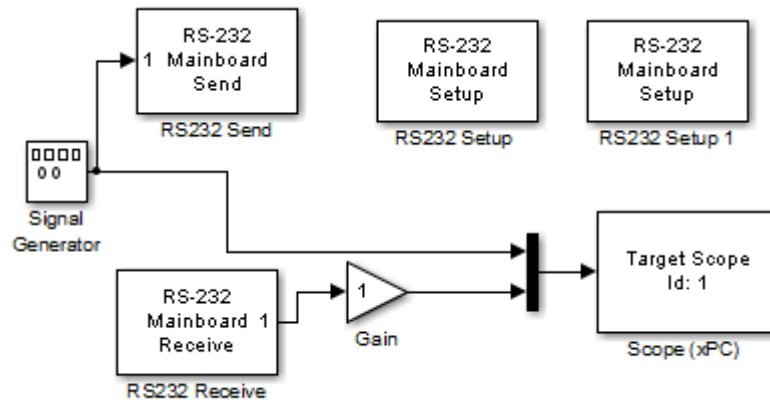 RS-232
1 Mainboard
Send
RS232 Send
RS-232
Mainboard
Setup
RS232 Setup
RS-232
Mainboard
Setup
RS232 Setup 1
Signal
Generator
RS-232
Mainboard 1
Receive
RS232 Receive
1
Gain
Target Scope
Id: 1
Scope (xPC)